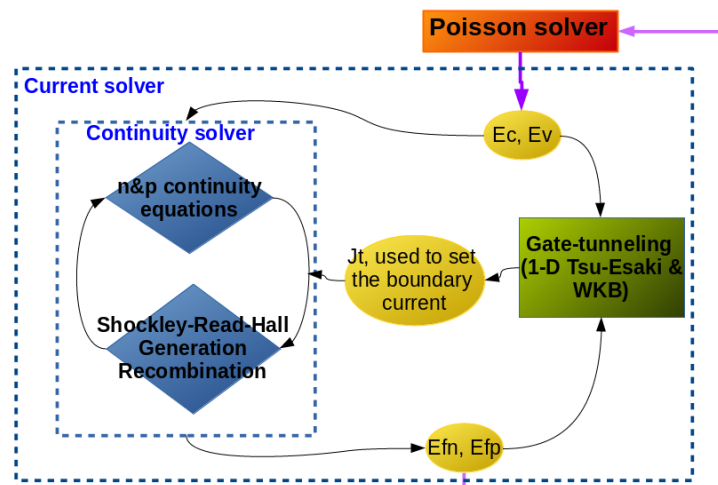 Poisson solver
Current solver
Continuity solver
Ec, Ev
n&p continuity
equations
Gate-tunneling
(1-D Tsu-Esaki &
WKB)
Jt, used to set
the boundary
current
Shockley-Read-Hall
Generation
Recombination
Efn, Efp